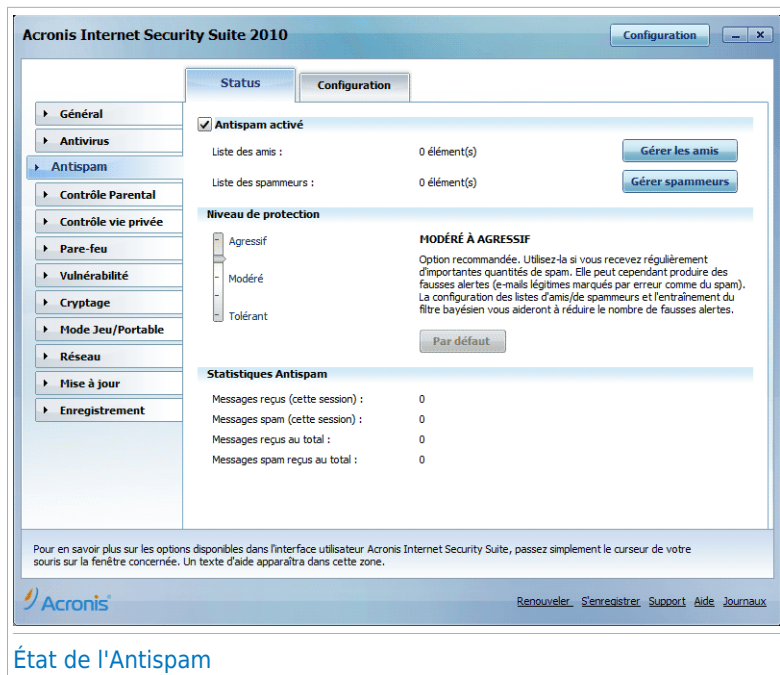 Acronis Internet Security Suite 2010
Configuration
Status
Configuration
Général
Antivirus
Antispam
Contrôle Parental
Contrôle vie privée
Pare-feu
Vulnérabilité
Cryptage
Mode Jeu/Portable
Réseau
Mise à jour
Enregistrement
Antispam activé
Liste des amis :
0 élément(s)
Gérer les amis
Liste des spammeurs :
0 élément(s)
Gérer spammeurs
Niveau de protection
Agressif
Modéré
Tolérant
MODÉRÉ À AGRESSIF
Option recommandée. Utilisez-la si vous recevez régulièrement
d'importantes quantités de spam. Elle peut cependant produire des
fausses alertes (e-mails légitimes marqués par erreur comme du spam).
La configuration des listes d'amis/de spammeurs et l'entraînement du
filtre bayésien vous aideront à réduire le nombre de fausses alertes.
Par défaut
Statistiques Antispam
Messages reçus (cette session) :
0
Messages spam (cette session) :
0
Messages reçus au total :
0
Messages spam reçus au total :
0
Pour en savoir plus sur les options disponibles dans l'interface utilisateur Acronis Internet Security Suite, passez simplement le curseur de votre
souris sur la fenêtre concernée. Un texte d'aide apparaîtra dans cette zone.
Acronis
Renouveler S'enregistrer Support Aide Journaux
État de l'Antispam